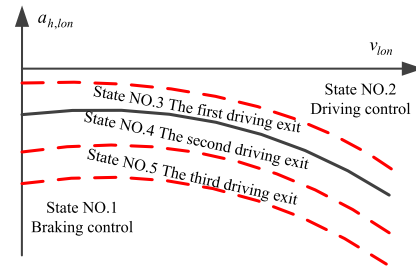 a_{h,lon}
v_{lon}
State NO.2
Driving control
State NO.3 The first driving exit
State NO.4 The second driving exit
State NO.5 The third driving exit
State NO.1
Braking control